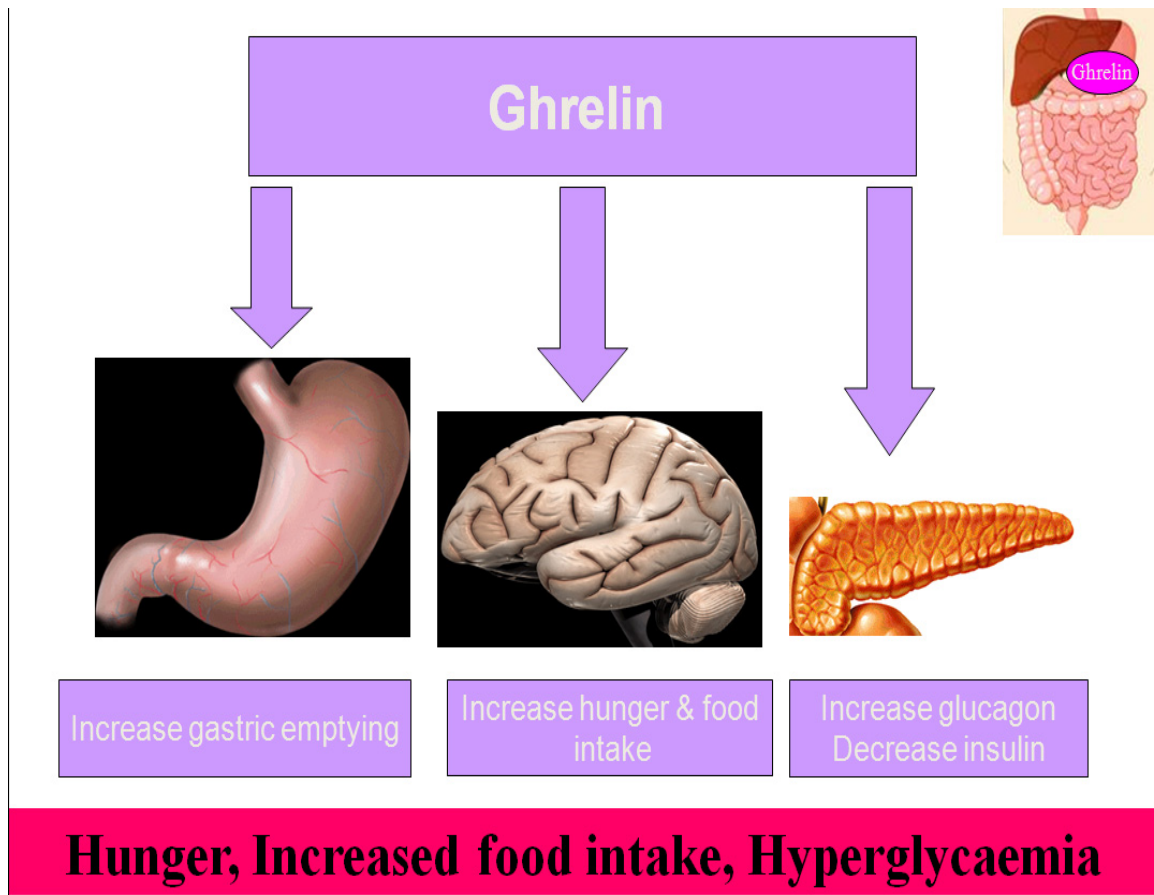 Ghrelin
Ghrelin
Increase gastric emptying
Increase hunger & food
intake
Increase glucagon
Decrease insulin
Hunger, Increased food intake, Hyperglycaemia